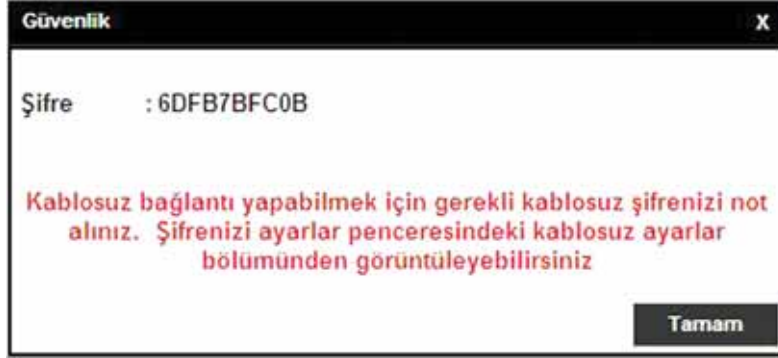 Güvenlik X
Şifre : 6DFB7BFC0B
Kablosuz bağlantı yapabilmek için gerekli kablosuz şifrenizi not
alınız. Şifrenizi ayarlar penceresindeki kablosuz ayarlar
bölümünden görüntüleyebilirsiniz
Tamam